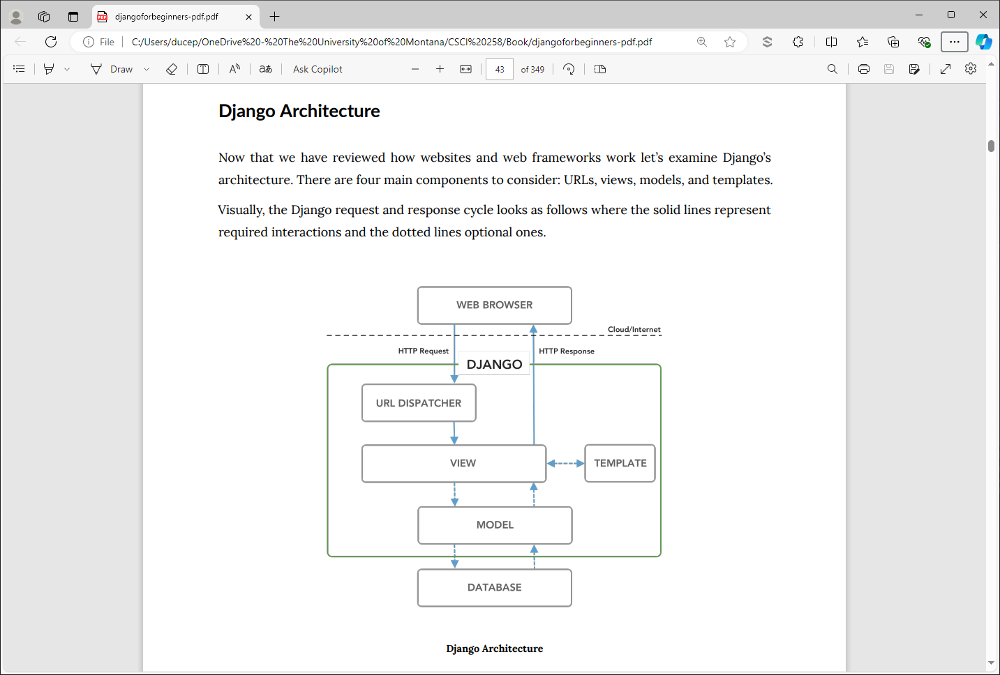 djangoforbeginners-pdf.pdf
File
C:/Users/ducep/OneDrive%20-%20The%20University%20of%20Montana/CSCI%20258/Book/djangoforbeginners-pdf.pdf
Draw
Ask Copilot
43 of 349
Django Architecture
Now that we have reviewed how websites and web frameworks work let’s examine Django’s
architecture. There are four main components to consider: URLs, views, models, and templates.
Visually, the Django request and response cycle looks as follows where the solid lines represent
required interactions and the dotted lines optional ones.
WEB BROWSER
Cloud/Internet
HTTP Request
HTTP Response
DJANGO
URL DISPATCHER
VIEW
TEMPLATE
MODEL
DATABASE
Django Architecture